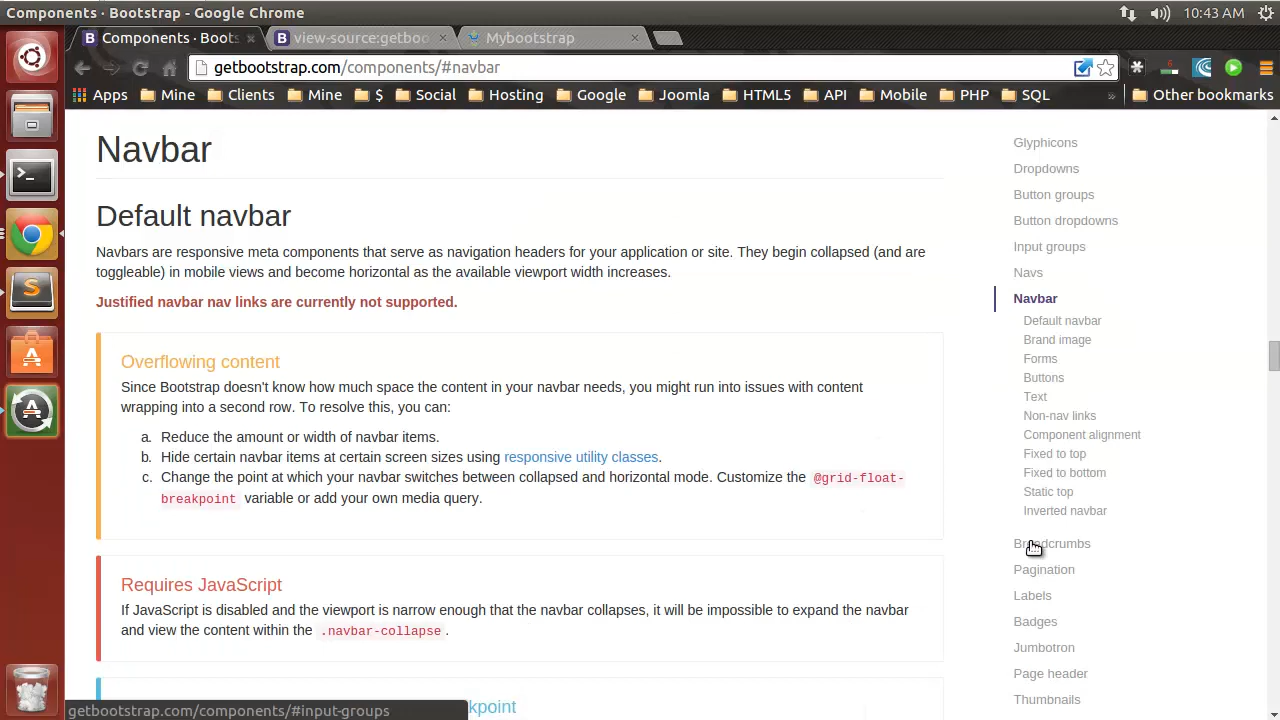 Components · Bootstrap - Google Chrome
10:43 AM
B Components · Boots
B view-source:getboo
Mybootstrap
getbootstrap.com/components/#navbar
Apps Mine Clients Mine $ Social Hosting Google Joomla HTML5 API Mobile PHP SQL » Other bookmarks
Navbar
Default navbar
Navbars are responsive meta components that serve as navigation headers for your application or site. They begin collapsed (and are
toggleable) in mobile views and become horizontal as the available viewport width increases.
Justified navbar nav links are currently not supported.
Overflowing content
Since Bootstrap doesn't know how much space the content in your navbar needs, you might run into issues with content
wrapping into a second row. To resolve this, you can:
a. Reduce the amount or width of navbar items.
b. Hide certain navbar items at certain screen sizes using responsive utility classes.
c. Change the point at which your navbar switches between collapsed and horizontal mode. Customize the @grid-float-
breakpoint variable or add your own media query.
Requires JavaScript
If JavaScript is disabled and the viewport is narrow enough that the navbar collapses, it will be impossible to expand the navbar
and view the content within the .navbar-collapse.
kpoint
getbootstrap.com/components/#input-groups
Glyphicons
Dropdowns
Button groups
Button dropdowns
Input groups
Navs
Navbar
Default navbar
Brand image
Forms
Buttons
Text
Non-nav links
Component alignment
Fixed to top
Fixed to bottom
Static top
Inverted navbar
Breadcrumbs
Pagination
Labels
Badges
Jumbotron
Page header
Thumbnails